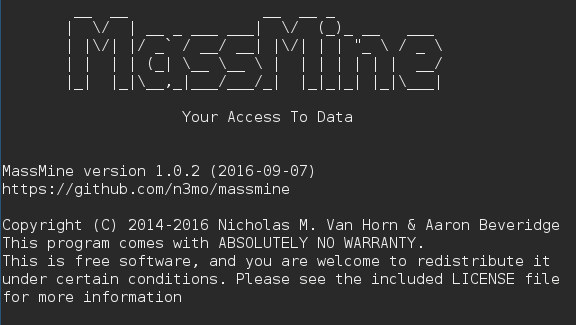 MassMine
Your Access To Data
MassMine version 1.0.2 (2016-09-07)
https://github.com/n3mo/massmine
Copyright (C) 2014-2016 Nicholas M. Van Horn & Aaron Beveridge
This program comes with ABSOLUTELY NO WARRANTY.
This is free software, and you are welcome to redistribute it
under certain conditions. Please see the included LICENSE file
for more information